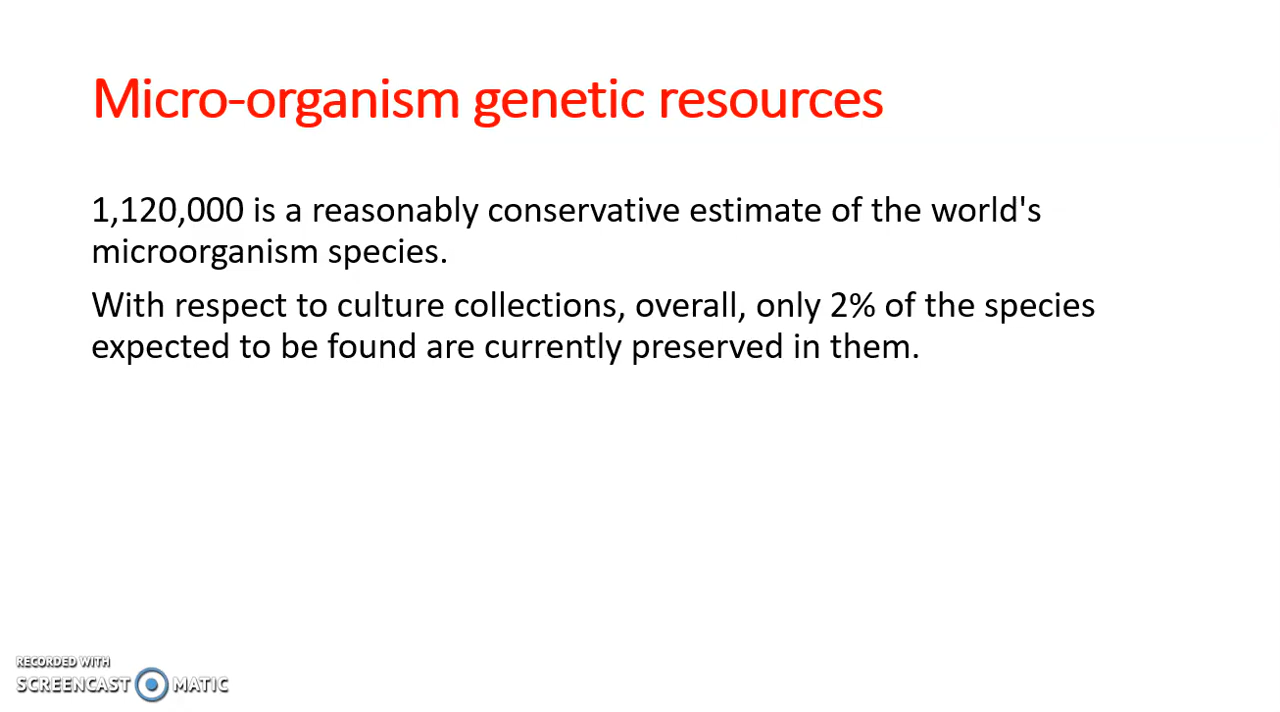 Micro-organism genetic resources
1,120,000 is a reasonably conservative estimate of the world's
microorganism species.
With respect to culture collections, overall, only 2% of the species
expected to be found are currently preserved in them.
RECORDED WITH
SCREENCAST MATIC